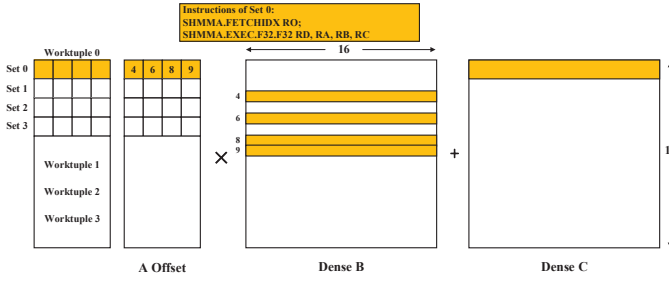 Instructions of Set 0:
SHMMA.FETCHIDX RO;
SHMMA.EXEC.F32.F32 RD, RA, RB, RC
Worktuple 0
16
Set 0
4 6 8 9
Set 1
4
Set 2
6
Set 3
8
9
×
+
Worktuple 1
Worktuple 2
Worktuple 3
A Offset
Dense B
Dense C